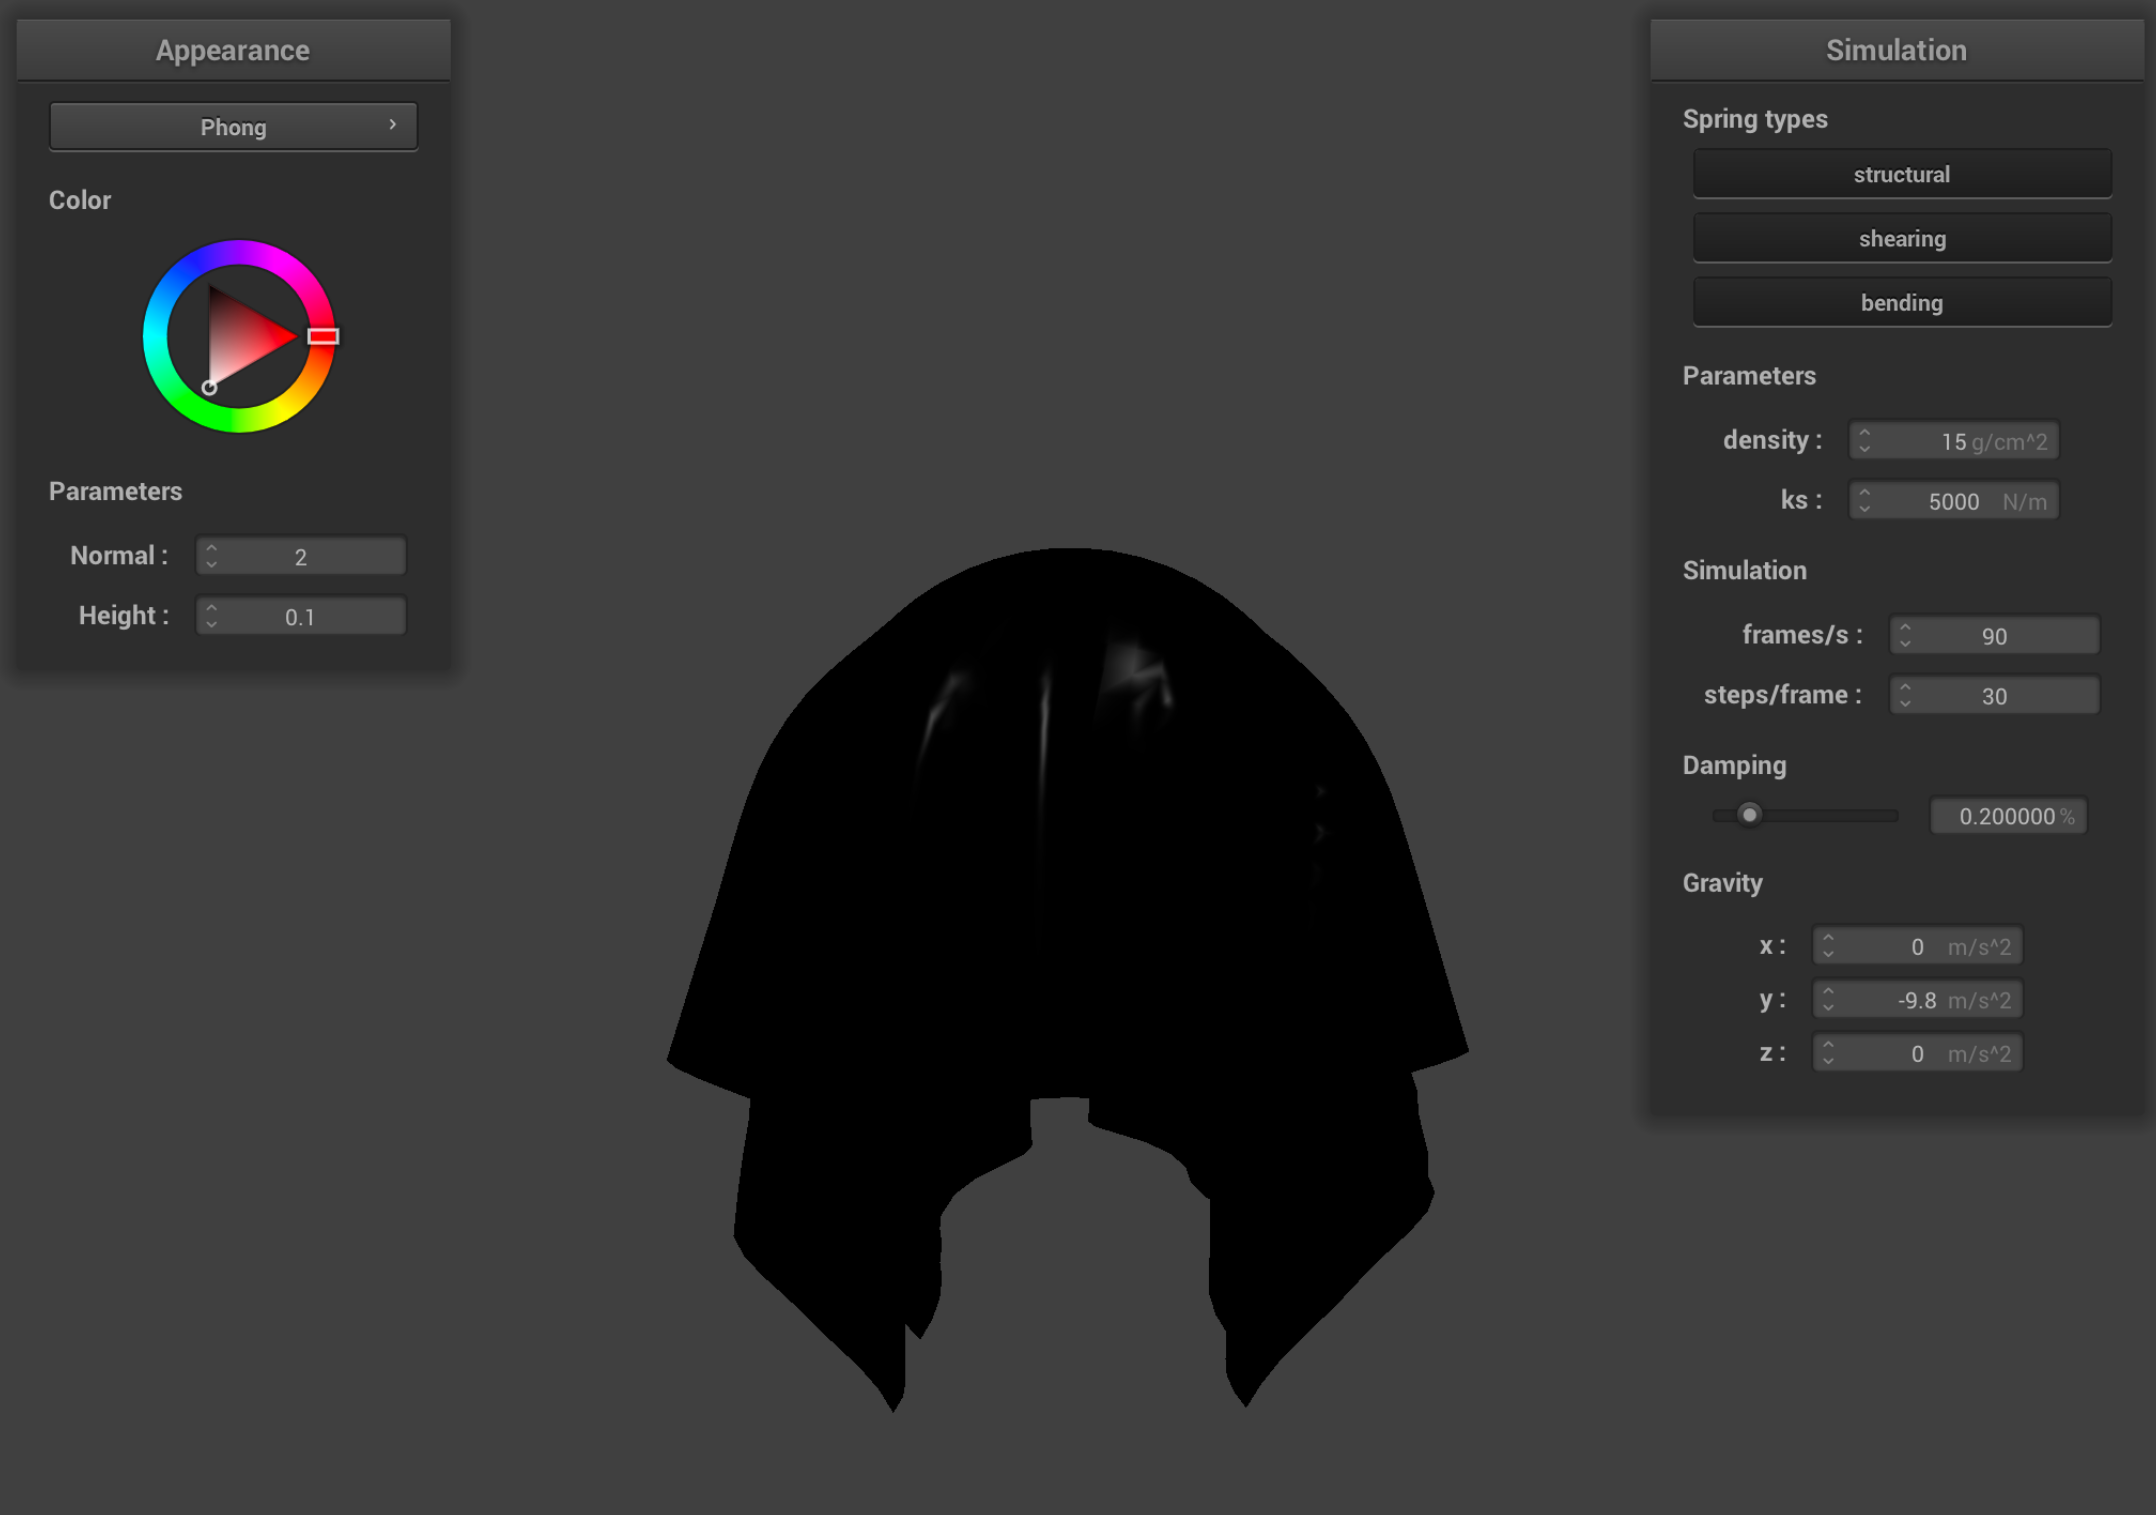 Appearance
Phong
Color
Parameters
Normal : 2
Height : 0.1
Simulation
Spring types
structural
shearing
bending
Parameters
density : 15 g/cm^2
ks : 5000 N/m
Simulation
frames/s : 90
steps/frame : 30
Damping
0.200000 %
Gravity
x : 0 m/s^2
y : -9.8 m/s^2
z : 0 m/s^2